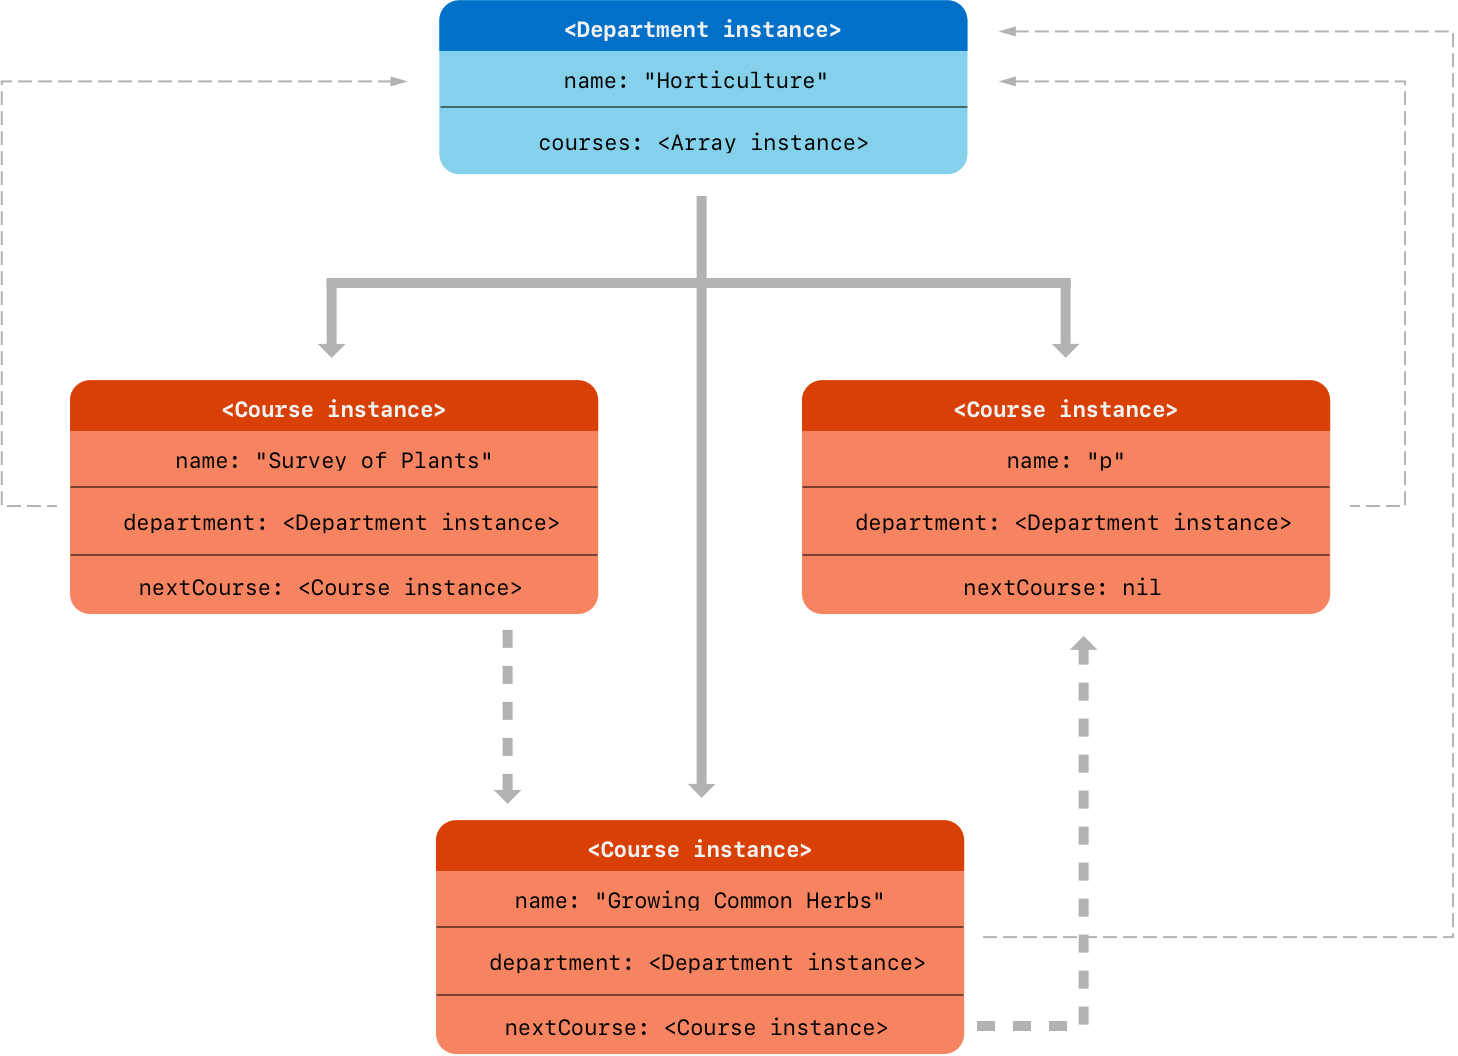 <Department instance>
name: "Horticulture"
courses: <Array instance>
<Course instance>
name: "Survey of Plants"
department: <Department instance>
nextCourse: <Course instance>
<Course instance>
name: "p"
department: <Department instance>
nextCourse: nil
<Course instance>
name: "Growing Common Herbs"
department: <Department instance>
nextCourse: <Course instance>